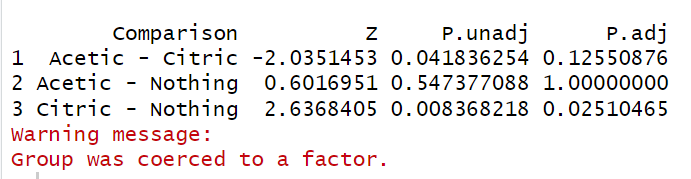 Comparison Z P.unadj P.adj
1 Acetic - Citric -2.0351453 0.041836254 0.12550876
2 Acetic - Nothing 0.6016951 0.547377088 1.00000000
3 Citric - Nothing 2.6368405 0.008368218 0.02510465
Warning message:
Group was coerced to a factor.